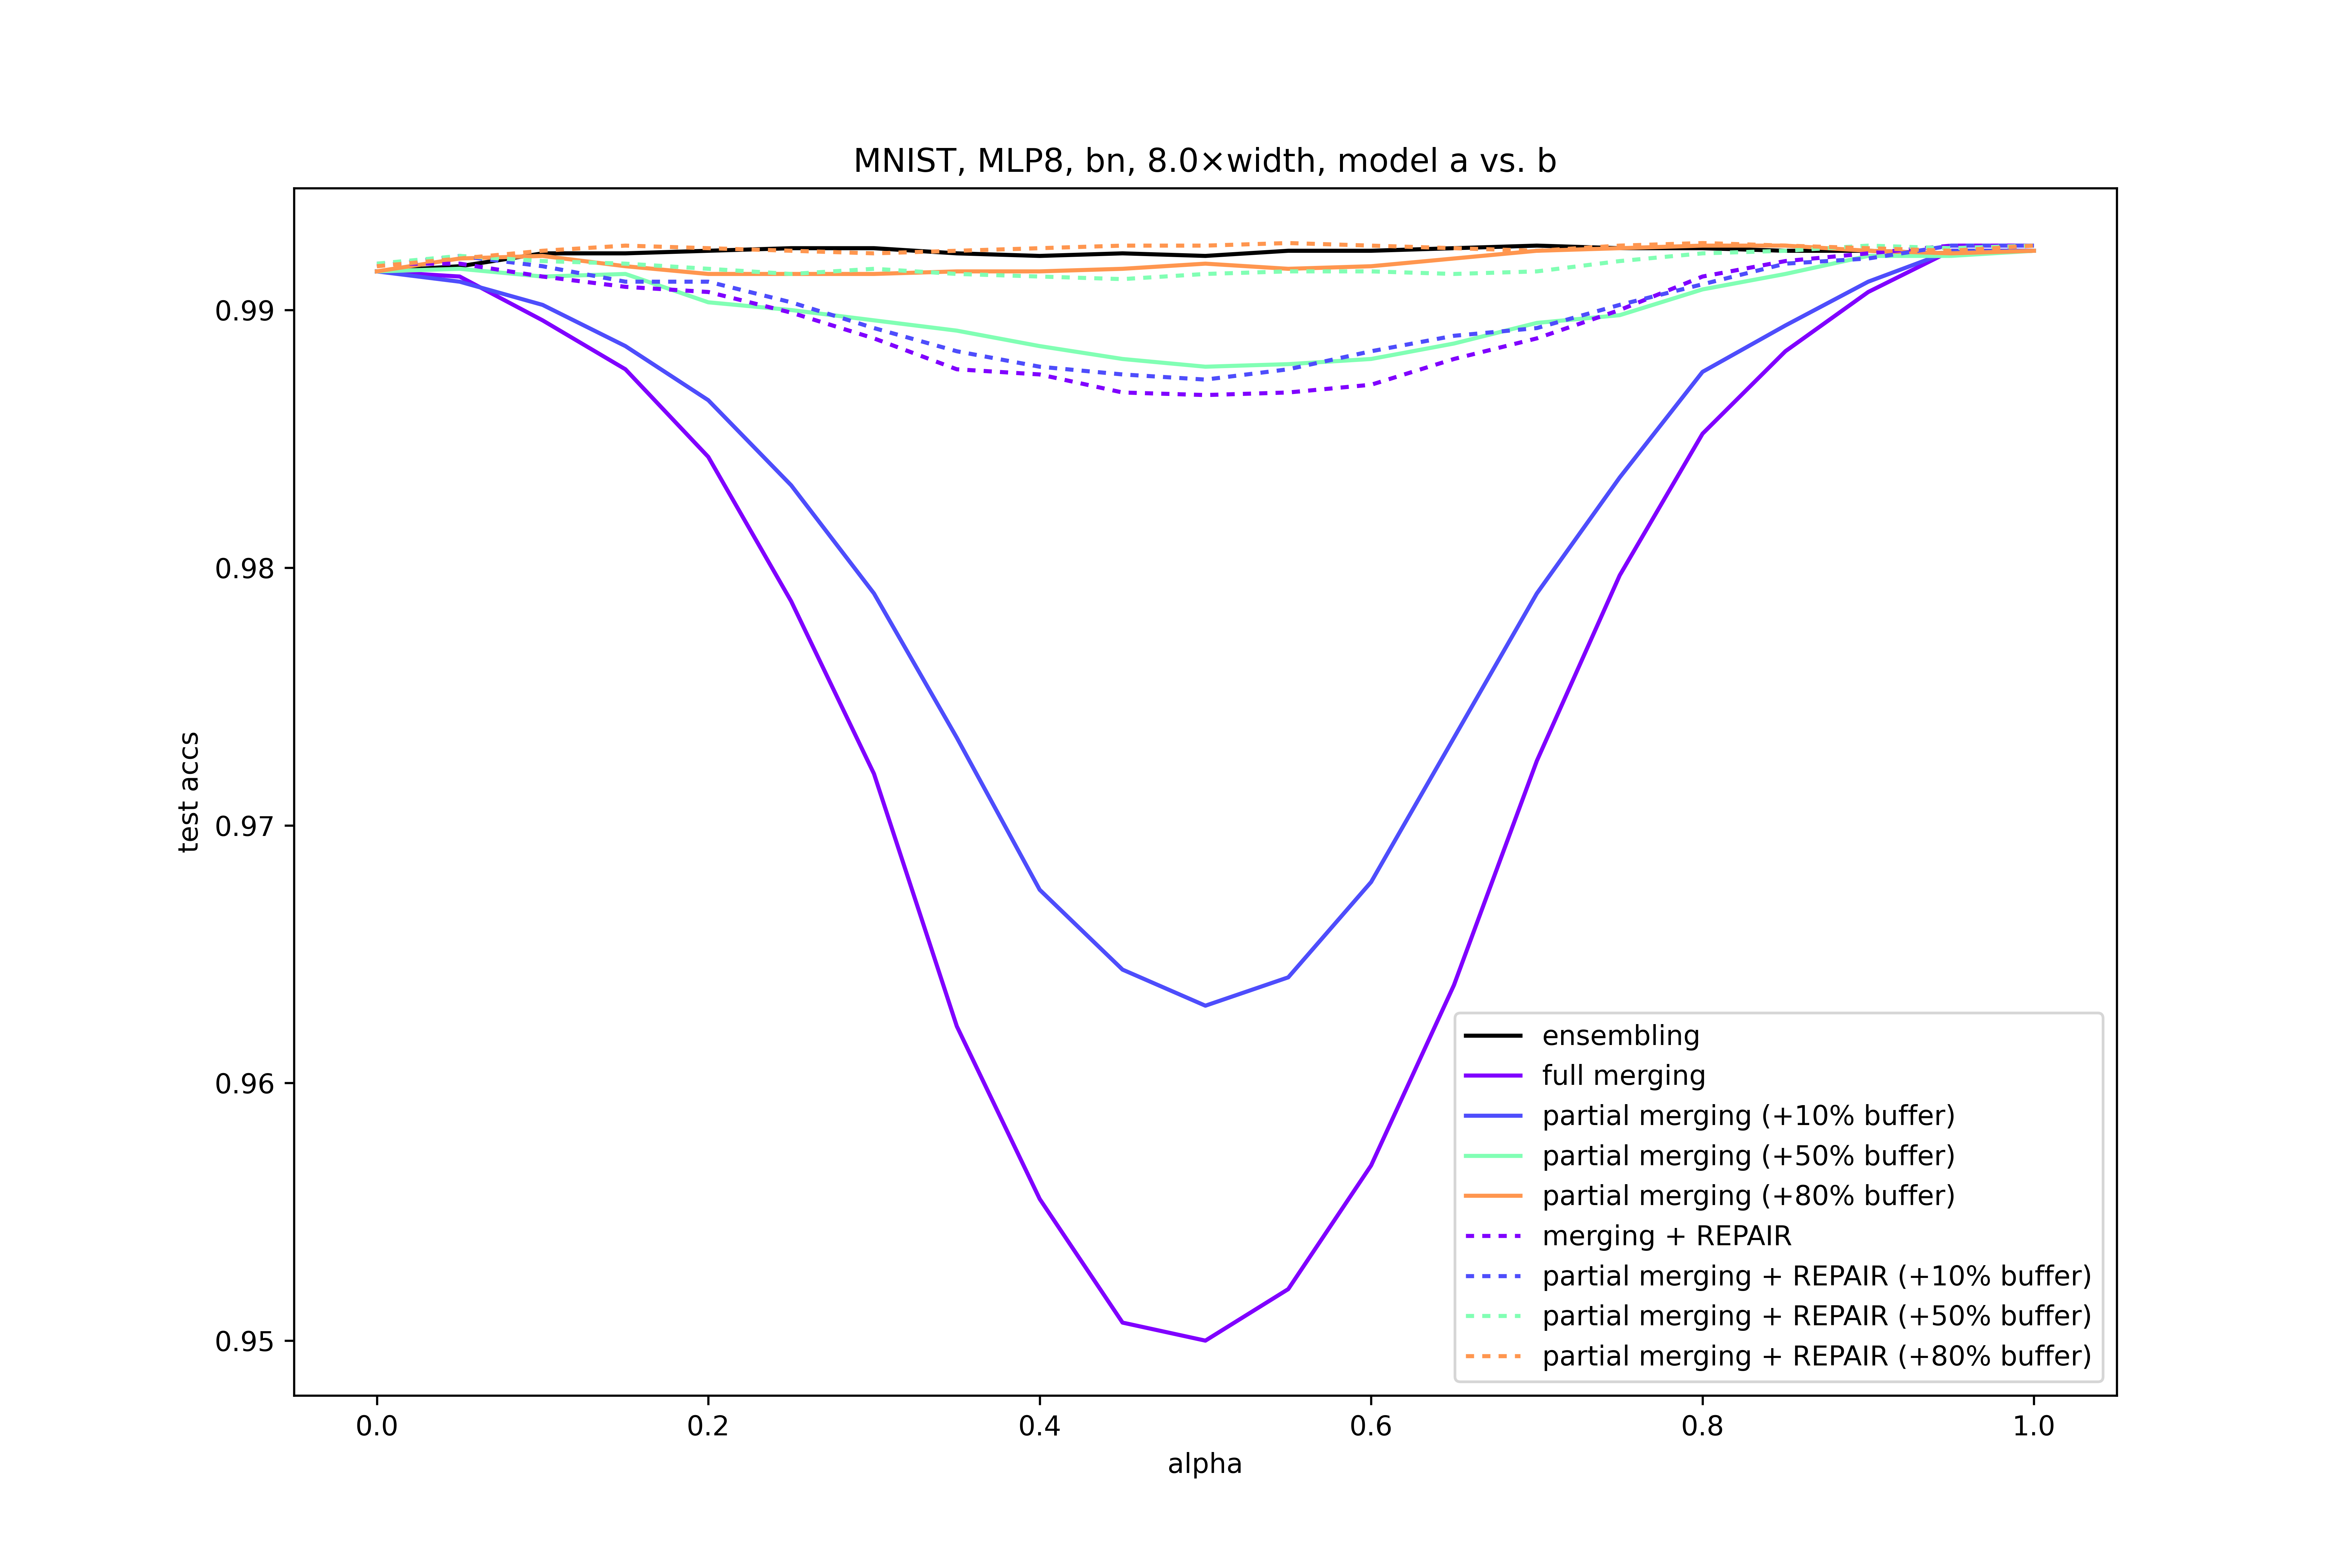 MNIST, MLP8, bn, 8.0×width, model a vs. b
test accs
0.99
0.98
0.97
0.96
0.95
ensembling
full merging
partial merging (+10% buffer)
partial merging (+50% buffer)
partial merging (+80% buffer)
merging + REPAIR
partial merging + REPAIR (+10% buffer)
partial merging + REPAIR (+50% buffer)
partial merging + REPAIR (+80% buffer)
0.0 0.2 0.4 0.6 0.8 1.0
alpha